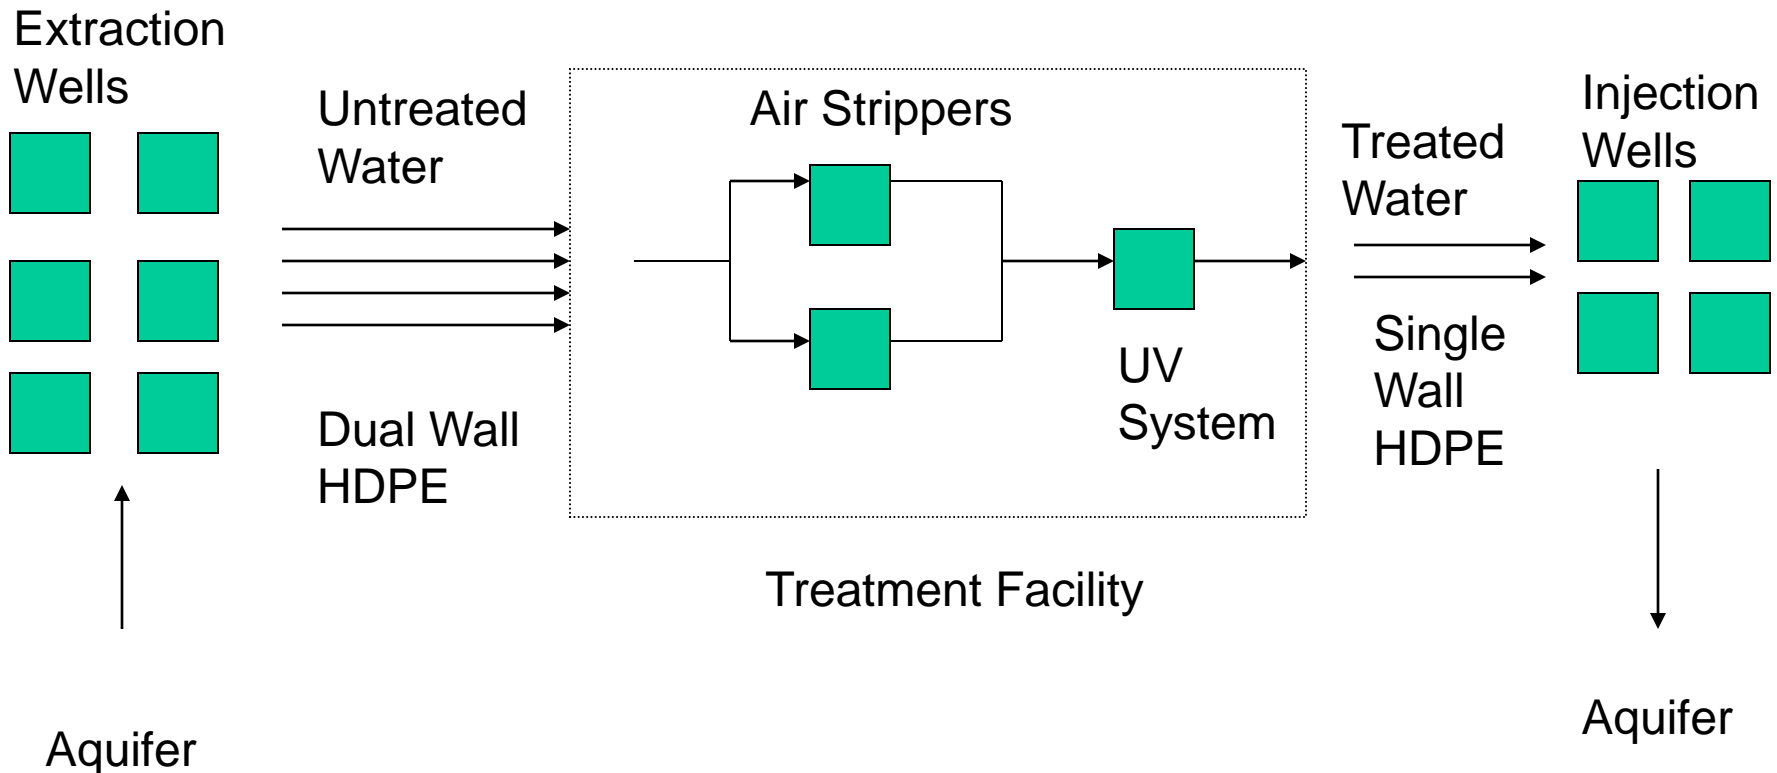 Extraction
Wells
Untreated
Water
Dual Wall
HDPE
Aquifer
Air Strippers
UV
System
Treatment Facility
Treated
Water
Single
Wall
HDPE
Injection
Wells
Aquifer